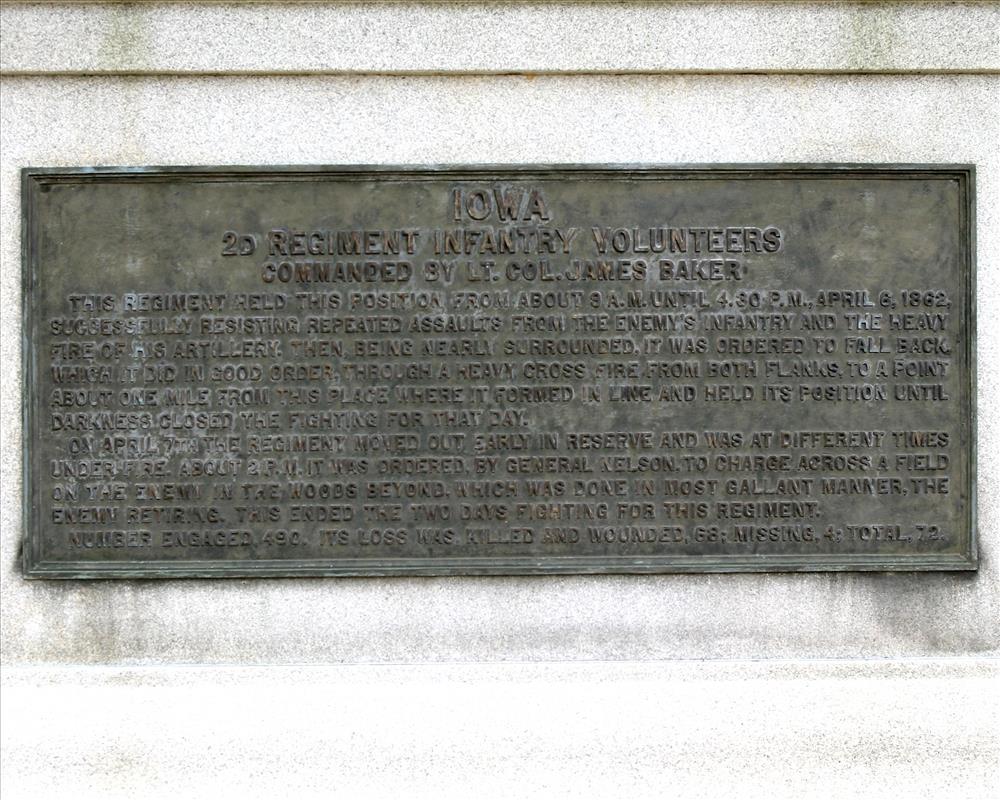 IOWA
2D REGIMENT INFANTRY VOLUNTEERS
COMMANDED BY LT. COL. JAMES BAKER
THIS REGIMENT HELD THIS POSITION FROM ABOUT 9 A.M. UNTIL 4.30 P.M., APRIL 6, 1862,
SUCCESSFULLY RESISTING REPEATED ASSAULTS FROM THE ENEMY'S INFANTRY AND THE HEAVY
FIRE OF HIS ARTILLERY. THEN, BEING NEARLY SURROUNDED, IT WAS ORDERED TO FALL BACK,
WHICH IT DID IN GOOD ORDER, THROUGH A HEAVY CROSS FIRE FROM BOTH FLANKS, TO A POINT
ABOUT ONE MILE FROM THIS PLACE WHERE IT FORMED IN LINE AND HELD ITS POSITION UNTIL
DARKNESS CLOSED THE FIGHTING FOR THAT DAY.
ON APRIL 7TH THE REGIMENT MOVED OUT EARLY IN RESERVE AND WAS AT DIFFERENT TIMES
UNDER FIRE. ABOUT 2 P.M. IT WAS ORDERED, BY GENERAL NELSON, TO CHARGE ACROSS A FIELD
ON THE ENEMY IN THE WOODS BEYOND, WHICH WAS DONE IN MOST GALLANT MANNER, THE
ENEMY RETIRING. THIS ENDED THE TWO DAYS FIGHTING FOR THIS REGIMENT.
NUMBER ENGAGED, 490. ITS LOSS WAS, KILLED AND WOUNDED, 68; MISSING, 4; TOTAL, 72.